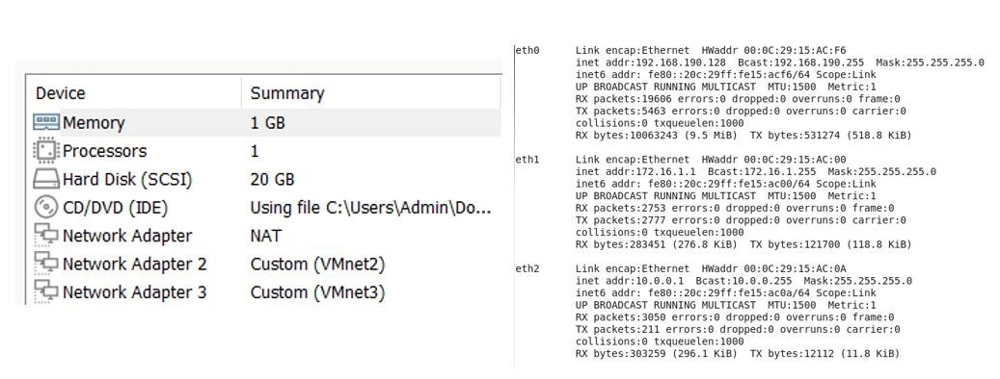 Device Summary
Memory 1 GB
Processors 1
Hard Disk (SCSI) 20 GB
CD/DVD (IDE) Using file C:\Users\Admin\Do...
Network Adapter NAT
Network Adapter 2 Custom (VMnet2)
Network Adapter 3 Custom (VMnet3)
eth0 Link encap:Ethernet HWaddr 00:0C:29:15:AC:F6
inet addr:192.168.190.128 Bcast:192.168.190.255 Mask:255.255.255.0
inet6 addr: fe80::20c:29ff:fe15:acf6/64 Scope:Link
UP BROADCAST RUNNING MULTICAST MTU:1500 Metric:1
RX packets:19606 errors:0 dropped:0 overruns:0 frame:0
TX packets:5463 errors:0 dropped:0 overruns:0 carrier:0
collisions:0 txqueuelen:1000
RX bytes:10063243 (9.5 MiB) TX bytes:531274 (518.8 KiB)
eth1 Link encap:Ethernet HWaddr 00:0C:29:15:AC:00
inet addr:172.16.1.1 Bcast:172.16.1.255 Mask:255.255.255.0
inet6 addr: fe80::20c:29ff:fe15:ac00/64 Scope:Link
UP BROADCAST RUNNING MULTICAST MTU:1500 Metric:1
RX packets:2753 errors:0 dropped:0 overruns:0 frame:0
TX packets:2777 errors:0 dropped:0 overruns:0 carrier:0
collisions:0 txqueuelen:1000
RX bytes:283451 (276.8 KiB) TX bytes:121700 (118.8 KiB)
eth2 Link encap:Ethernet HWaddr 00:0C:29:15:AC:0A
inet addr:10.0.0.1 Bcast:10.0.0.255 Mask:255.255.255.0
inet6 addr: fe80::20c:29ff:fe15:ac0a/64 Scope:Link
UP BROADCAST RUNNING MULTICAST MTU:1500 Metric:1
RX packets:3050 errors:0 dropped:0 overruns:0 frame:0
TX packets:211 errors:0 dropped:0 overruns:0 carrier:0
collisions:0 txqueuelen:1000
RX bytes:303259 (296.1 KiB) TX bytes:12112 (11.8 KiB)